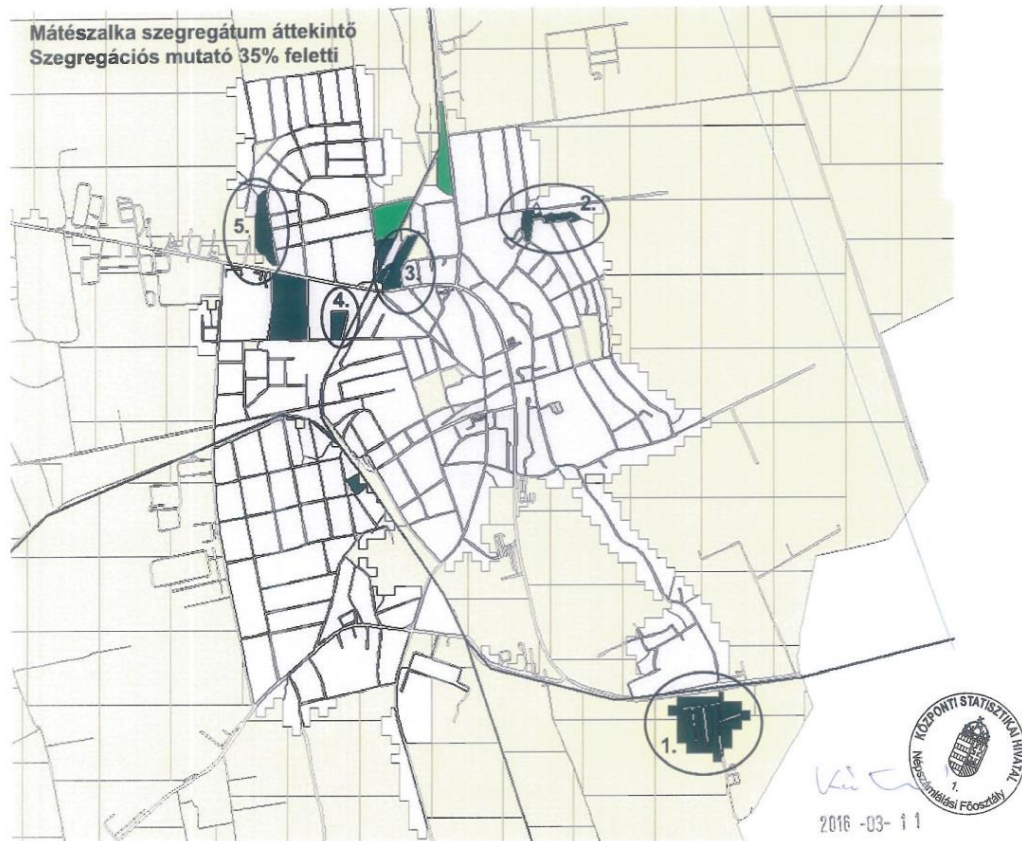 Mátészalka szegregátum áttekintő
Szegregációs mutató 35% feletti
2.
5.
3.
4.
1.
KÖZPONTI STATISZTIKAI HIVATAL
1.
Népszámlálási Főosztály
2016 -03- 11